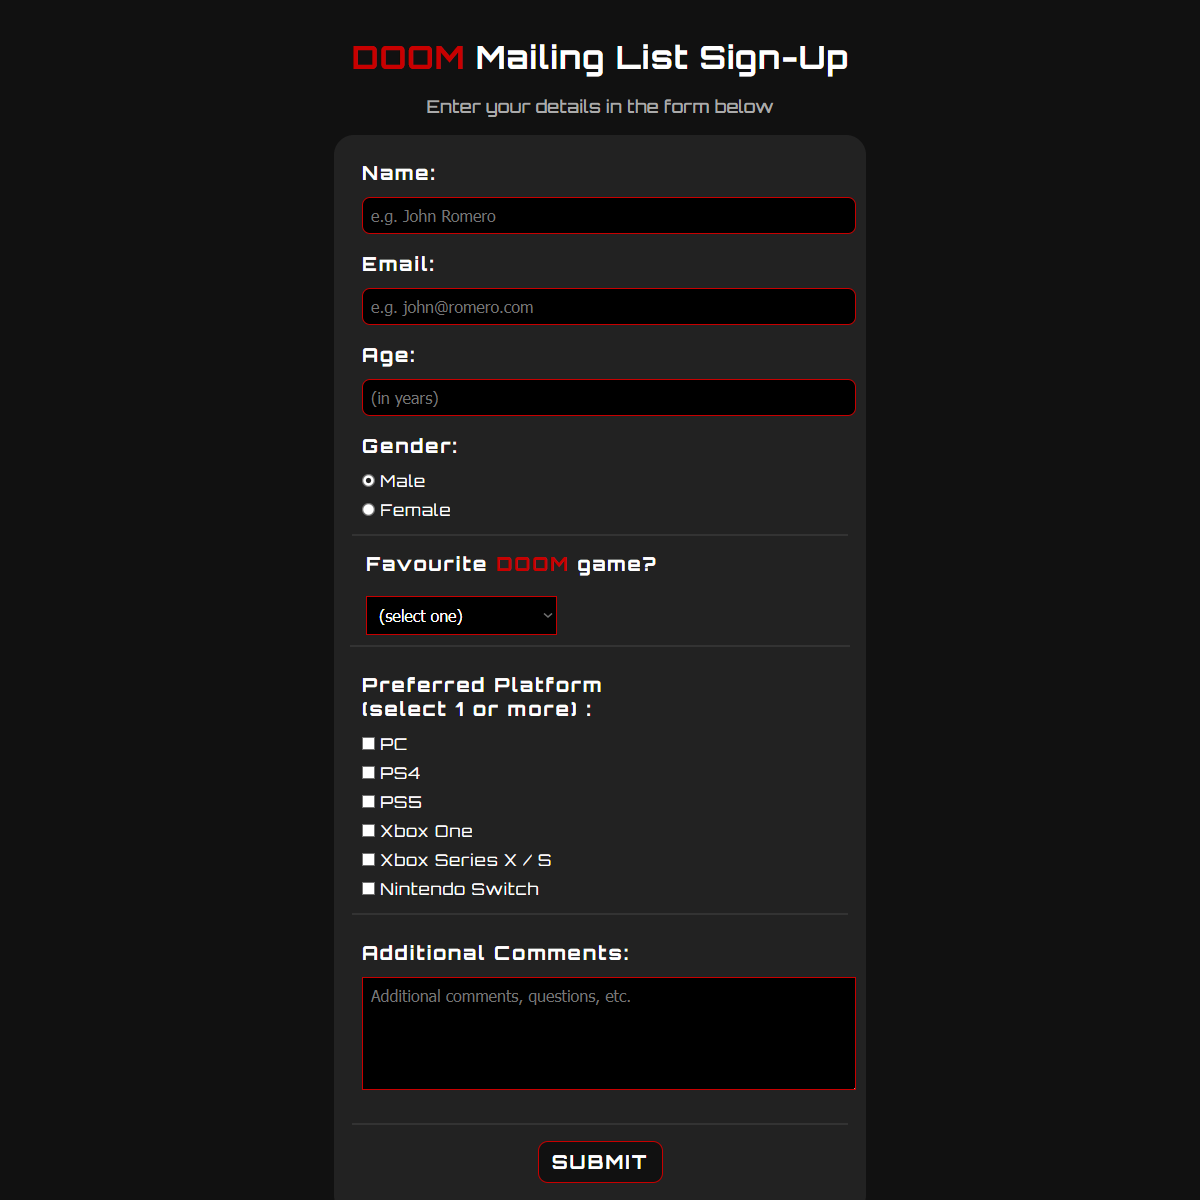 DOOM Mailing List Sign-Up
Enter your details in the form below
Name:
e.g. John Romero
Email:
e.g. john@romero.com
Age:
(in years)
Gender:
Male
Female
Favourite DOOM game?
(select one)
Preferred Platform
(select 1 or more) :
PC
PS4
PS5
Xbox One
Xbox Series X / S
Nintendo Switch
Additional Comments:
Additional comments, questions, etc.
SUBMIT